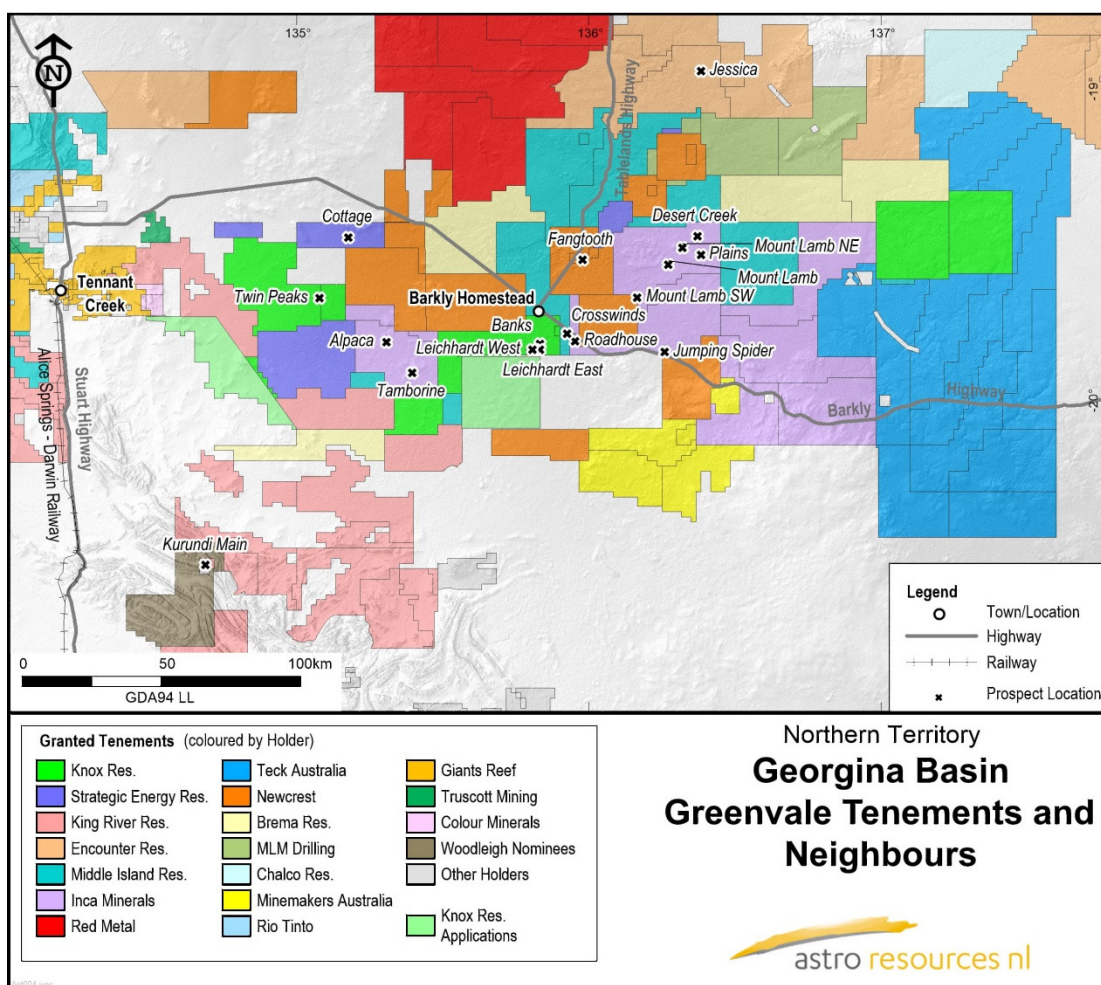 135°
136°
137°
-19°
-20°
N
Jessica
Tablelands Highway
Cottage
Desert Creek
Fangtooth
Mount Lamb NE
Plains
Mount Lamb
Tennant
Creek
Twin Peaks
Barkly Homestead
Mount Lamb SW
Banks
Crosswinds
Alpaca
Leichhardt West
Roadhouse
Jumping Spider
Leichhardt East
Tamborine
Barkly
Highway
Alice Springs - Darwin Railway
Stuart Highway
Kurundi Main
0
50
100km
GDA94 LL
Legend
Town/Location
Highway
Railway
Prospect Location
Granted Tenements (coloured by Holder)
Knox Res.
Strategic Energy Res.
King River Res.
Encounter Res.
Middle Island Res.
Inca Minerals
Red Metal
Teck Australia
Newcrest
Brema Res.
MLM Drilling
Chalco Res.
Minemakers Australia
Rio Tinto
Giants Reef
Truscott Mining
Colour Minerals
Woodleigh Nominees
Other Holders
Knox Res.
Applications
Northern Territory
Georgina Basin
Greenvale Tenements and
Neighbours
astro resources nl